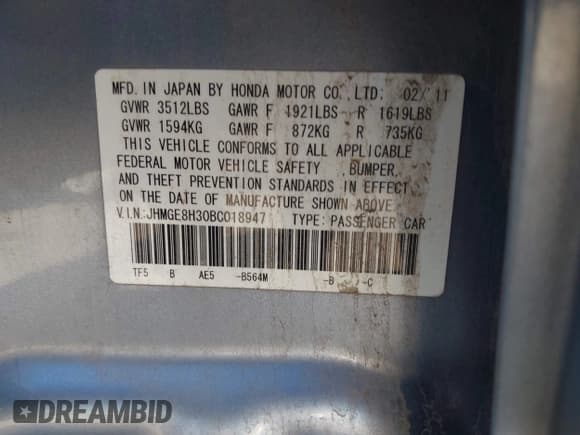 MFD. IN JAPAN BY HONDA MOTOR CO.,LTD. 02/11
GVWR 3512LBS GAWR F 1921LBS R 1619LBS
GVWR 1594KG GAWR F 872KG R 735KG
THIS VEHICLE CONFORMS TO ALL APPLICABLE
FEDERAL MOTOR VEHICLE SAFETY, BUMPER,
AND THEFT PREVENTION STANDARDS IN EFFECT
ON THE DATE OF MANUFACTURE SHOWN ABOVE.
V.I.N.:JHMGE8H30BC018947 TYPE: PASSENGER CAR
TF5 B AE5 -B564M -B -C
DREAMBID